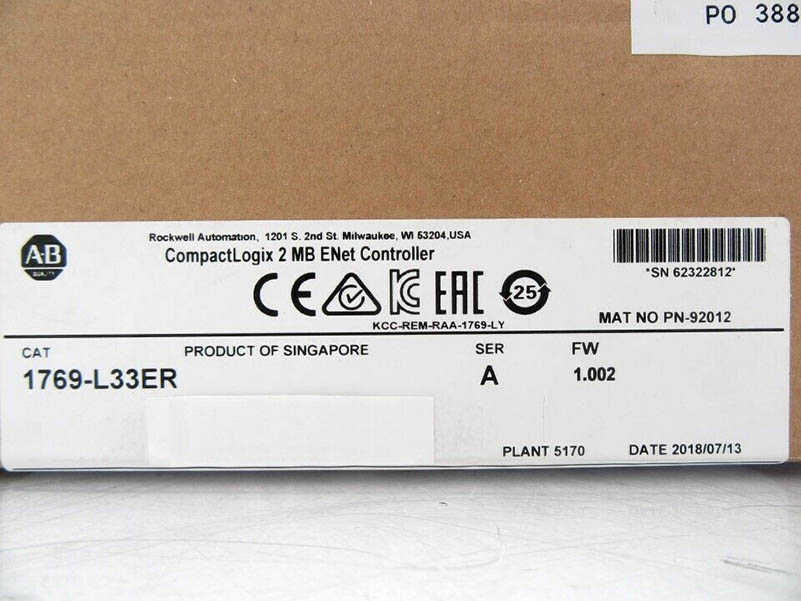 PO 388
Rockwell Automation, 1201 S. 2nd St. Milwaukee, WI 53204,USA
CompactLogix 2 MB ENet Controller
A-B
QUALITY
CE KC EAC 25
KCC-REM-RAA-1769-LY
*SN 62322812*
MAT NO PN-92012
CAT PRODUCT OF SINGAPORE SER FW
1769-L33ER A 1.002
PLANT 5170 DATE 2018/07/13